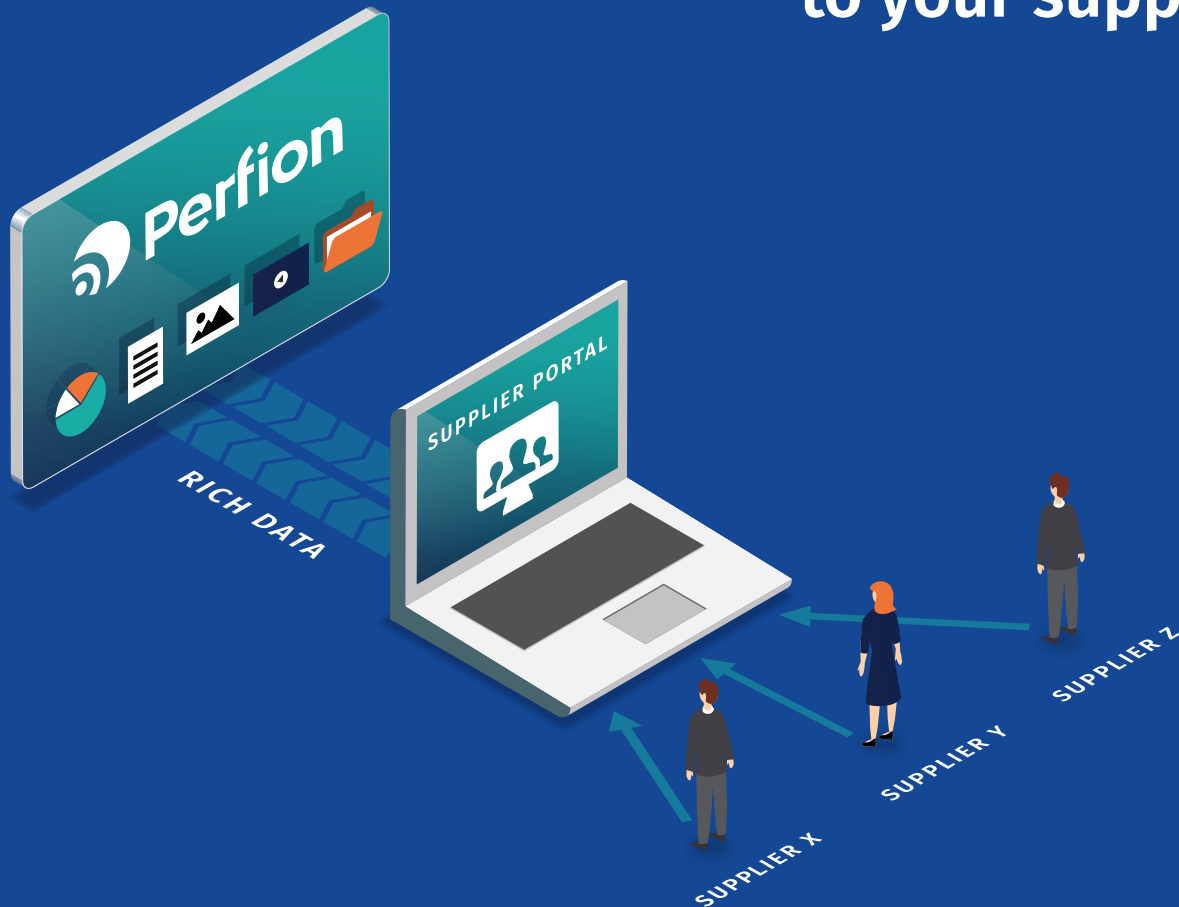 to your supp
Perfion
SUPPLIER PORTAL
RICH DATA
SUPPLIER Z
SUPPLIER Y
SUPPLIER X